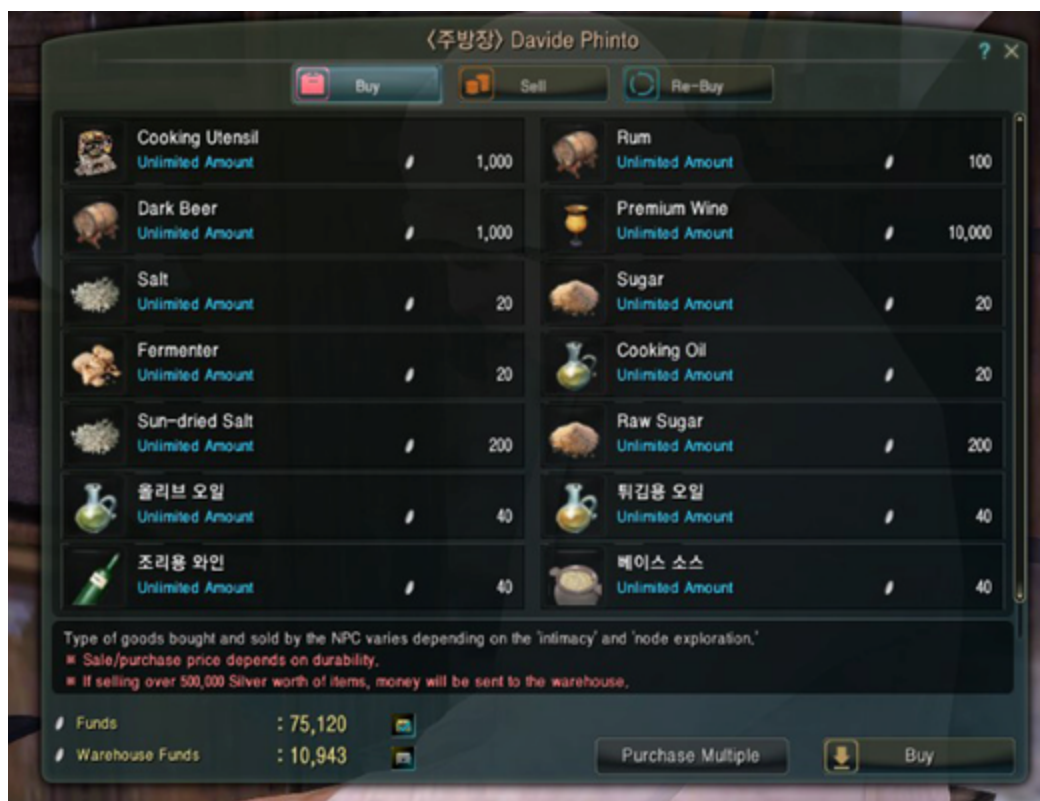 〈주방장〉 Davide Phinto
? ×
Buy Sell Re-Buy
Cooking Utensil
Unlimited Amount 1,000
Rum
Unlimited Amount 100
Dark Beer
Unlimited Amount 1,000
Premium Wine
Unlimited Amount 10,000
Salt
Unlimited Amount 20
Sugar
Unlimited Amount 20
Fermenter
Unlimited Amount 20
Cooking Oil
Unlimited Amount 20
Sun-dried Salt
Unlimited Amount 200
Raw Sugar
Unlimited Amount 200
올리브 오일
Unlimited Amount 40
튀김용 오일
Unlimited Amount 40
조리용 와인
Unlimited Amount 40
베이스 소스
Unlimited Amount 40
Type of goods bought and sold by the NPC varies depending on the 'intimacy' and 'node exploration.'
※ Sale/purchase price depends on durability.
※ If selling over 500,000 Silver worth of items, money will be sent to the warehouse.
Funds : 75,120
Warehouse Funds : 10,943
Purchase Multiple Buy